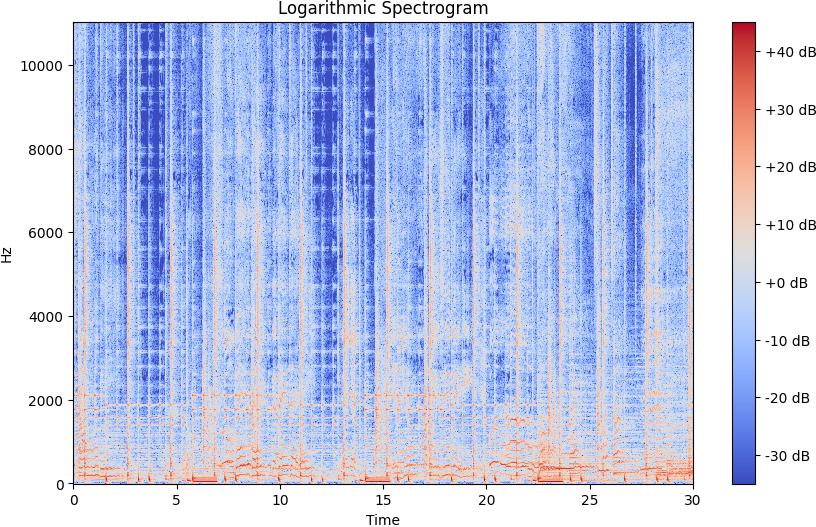 Logarithmic Spectrogram
Hz
10000
8000
6000
4000
2000
0
0 5 10 15 20 25 30
Time
+40 dB
+30 dB
+20 dB
+10 dB
+0 dB
-10 dB
-20 dB
-30 dB